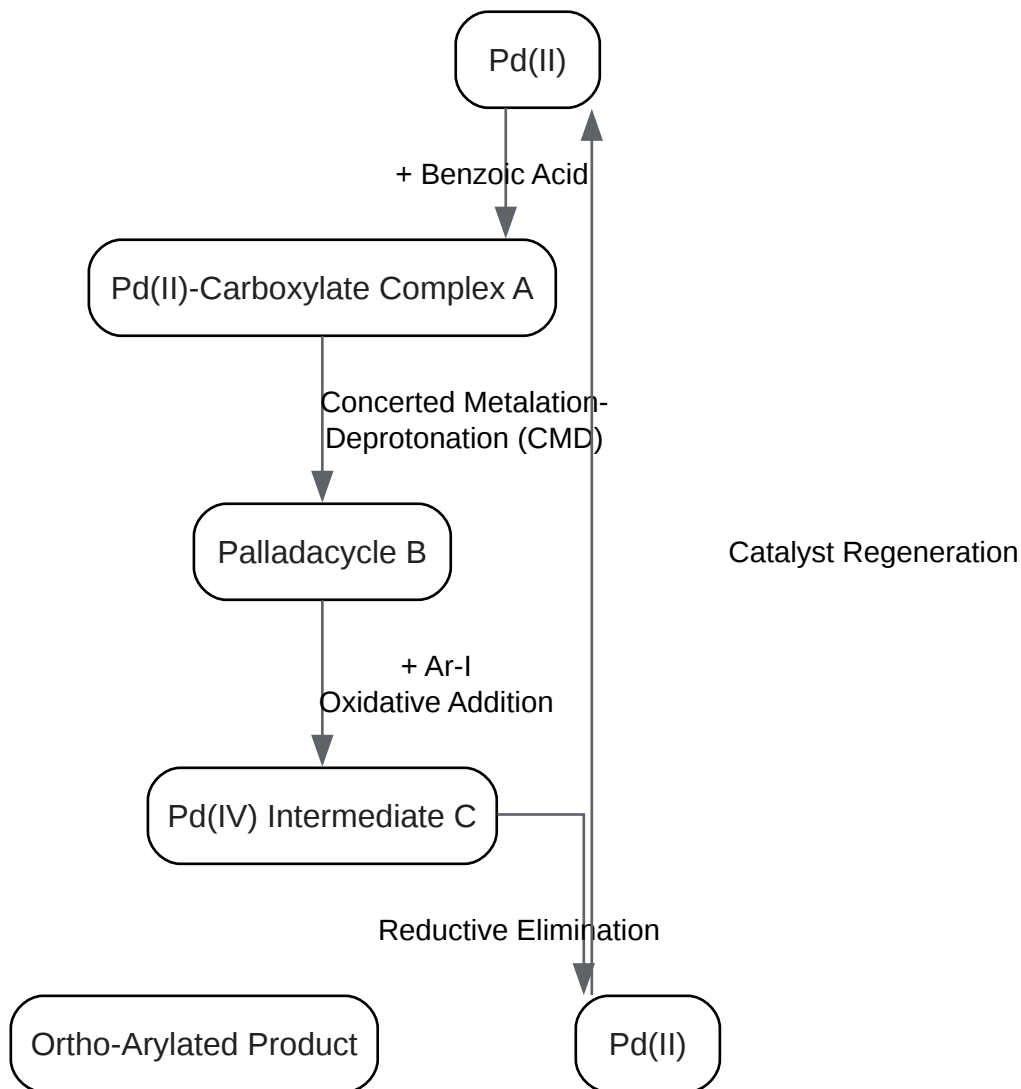 Pd(II)
+ Benzoic Acid
Pd(II)-Carboxylate Complex A
Concerted Metalation-
Deprotonation (CMD)
Palladacycle B
Catalyst Regeneration
+ Ar-I
Oxidative Addition
Pd(IV) Intermediate C
Reductive Elimination
Ortho-Arylated Product
Pd(II)